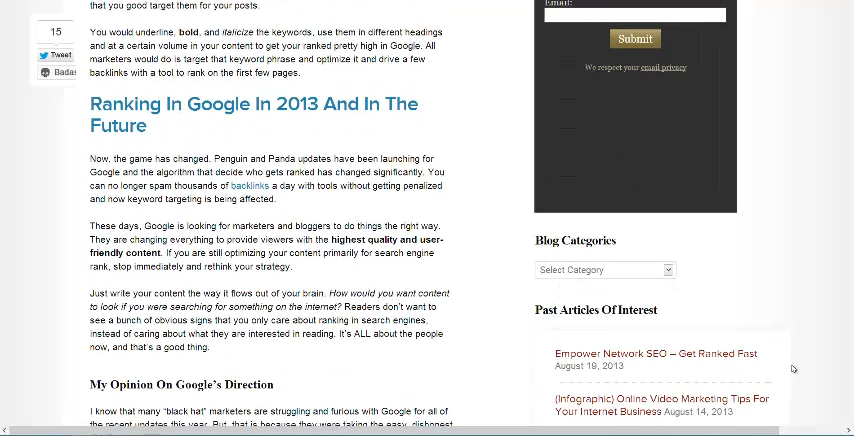 that you good target them for your posts.
You would underline, bold, and italicize the keywords, use them in different headings
and at a certain volume in your content to get your ranked pretty high in Google. All
marketers would do is target that keyword phrase and optimize it and drive a few
backlinks with a tool to rank on the first few pages.
15
Tweet
Badas
Ranking In Google In 2013 And In The
Future
Now, the game has changed. Penguin and Panda updates have been launching for
Google and the algorithm that decide who gets ranked has changed significantly. You
can no longer spam thousands of backlinks a day with tools without getting penalized
and now keyword targeting is being affected.
These days, Google is looking for marketers and bloggers to do things the right way.
They are changing everything to provide viewers with the highest quality and user-
friendly content. If you are still optimizing your content primarily for search engine
rank, stop immediately and rethink your strategy.
Just write your content the way it flows out of your brain. How would you want content
to look if you were searching for something on the internet? Readers don't want to
see a bunch of obvious signs that you only care about ranking in search engines,
instead of caring about what they are interested in reading. It's ALL about the people
now, and that's a good thing.
My Opinion On Google's Direction
I know that many "black hat" marketers are struggling and furious with Google for all of
the recent updates this year. But, that is because they were taking the easy, dishonest
Email:
Submit
We respect your email privacy
Blog Categories
Select Category
Past Articles Of Interest
Empower Network SEO – Get Ranked Fast
August 19, 2013
(Infographic) Online Video Marketing Tips For
Your Internet Business August 14, 2013